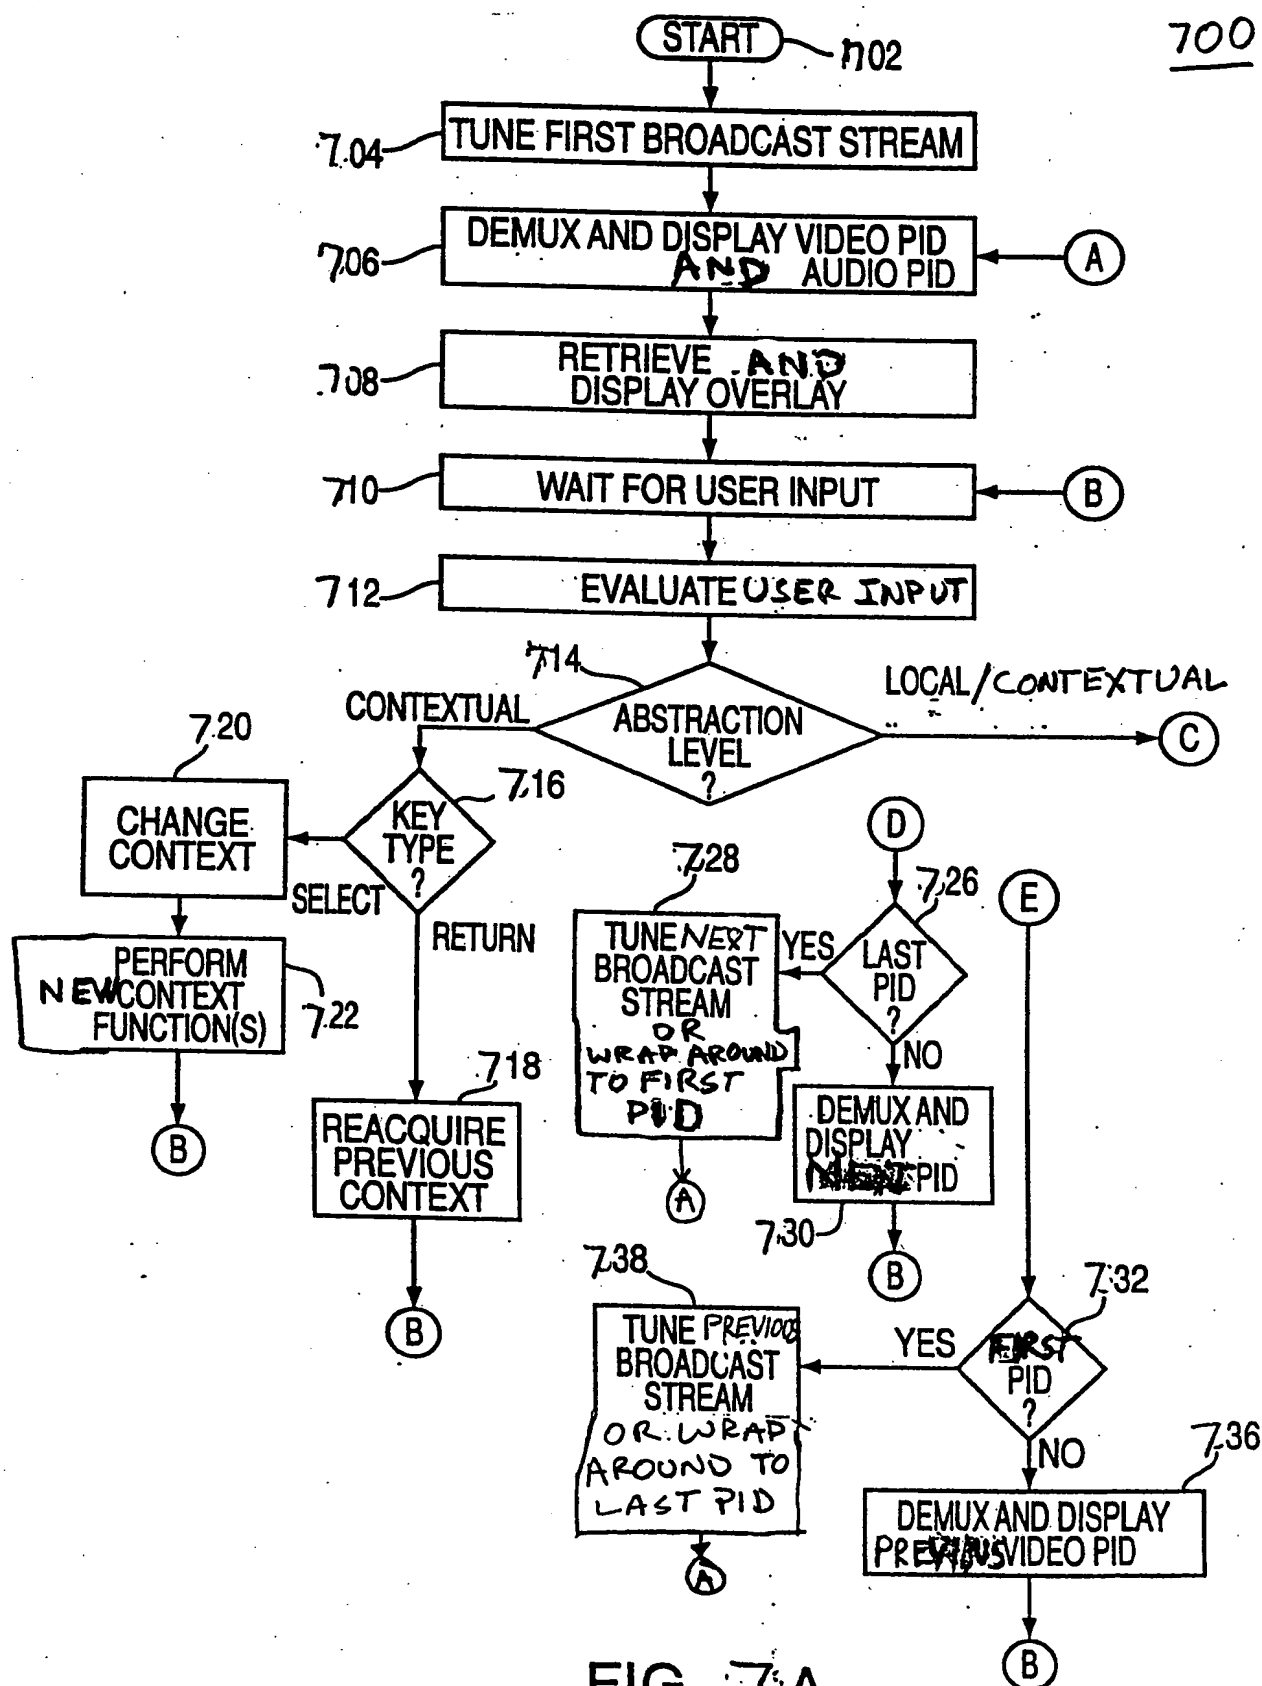 700
START
702
704
TUNE FIRST BROADCAST STREAM
706
DEMUX AND DISPLAY VIDEO PID
AND AUDIO PID
A
708
RETRIEVE AND
DISPLAY OVERLAY
710
WAIT FOR USER INPUT
B
712
EVALUATE USER INPUT
714
ABSTRACTION
LEVEL
?
CONTEXTUAL
LOCAL/CONTEXTUAL
C
720
CHANGE
CONTEXT
716
KEY
TYPE
?
SELECT
RETURN
PERFORM
NEW CONTEXT
FUNCTION(S)
722
B
718
REACQUIRE
PREVIOUS
CONTEXT
B
D
726
LAST
PID
?
YES
NO
728
TUNE NEXT
BROADCAST
STREAM
OR
WRAP AROUND
TO FIRST
PID
A
DEMUX AND
DISPLAY
NEXT PID
730
B
E
732
FIRST
PID
?
YES
NO
738
TUNE PREVIOUS
BROADCAST
STREAM
OR WRAP
AROUND TO
LAST PID
A
736
DEMUX AND DISPLAY
PREVIOUS VIDEO PID
B
FIG. 7A